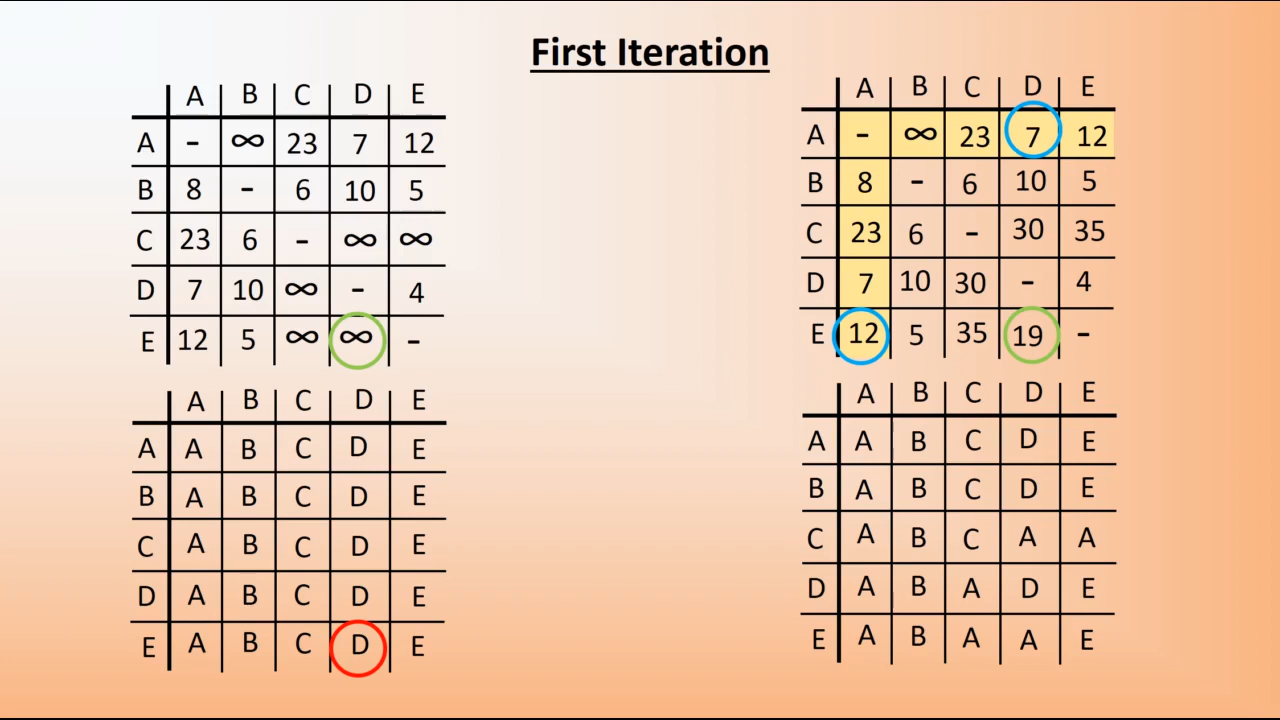 First Iteration
A B C D E
A - ∞ 23 7 12
B 8 - 6 10 5
C 23 6 - ∞ ∞
D 7 10 ∞ - 4
E 12 5 ∞ ∞ -
A B C D E
A - ∞ 23 7 12
B 8 - 6 10 5
C 23 6 - 30 35
D 7 10 30 - 4
E 12 5 35 19 -
A B C D E
A A B C D E
B A B C D E
C A B C D E
D A B C D E
E A B C D E
A B C D E
A A B C D E
B A B C D E
C A B C A A
D A B A D E
E A B A A E